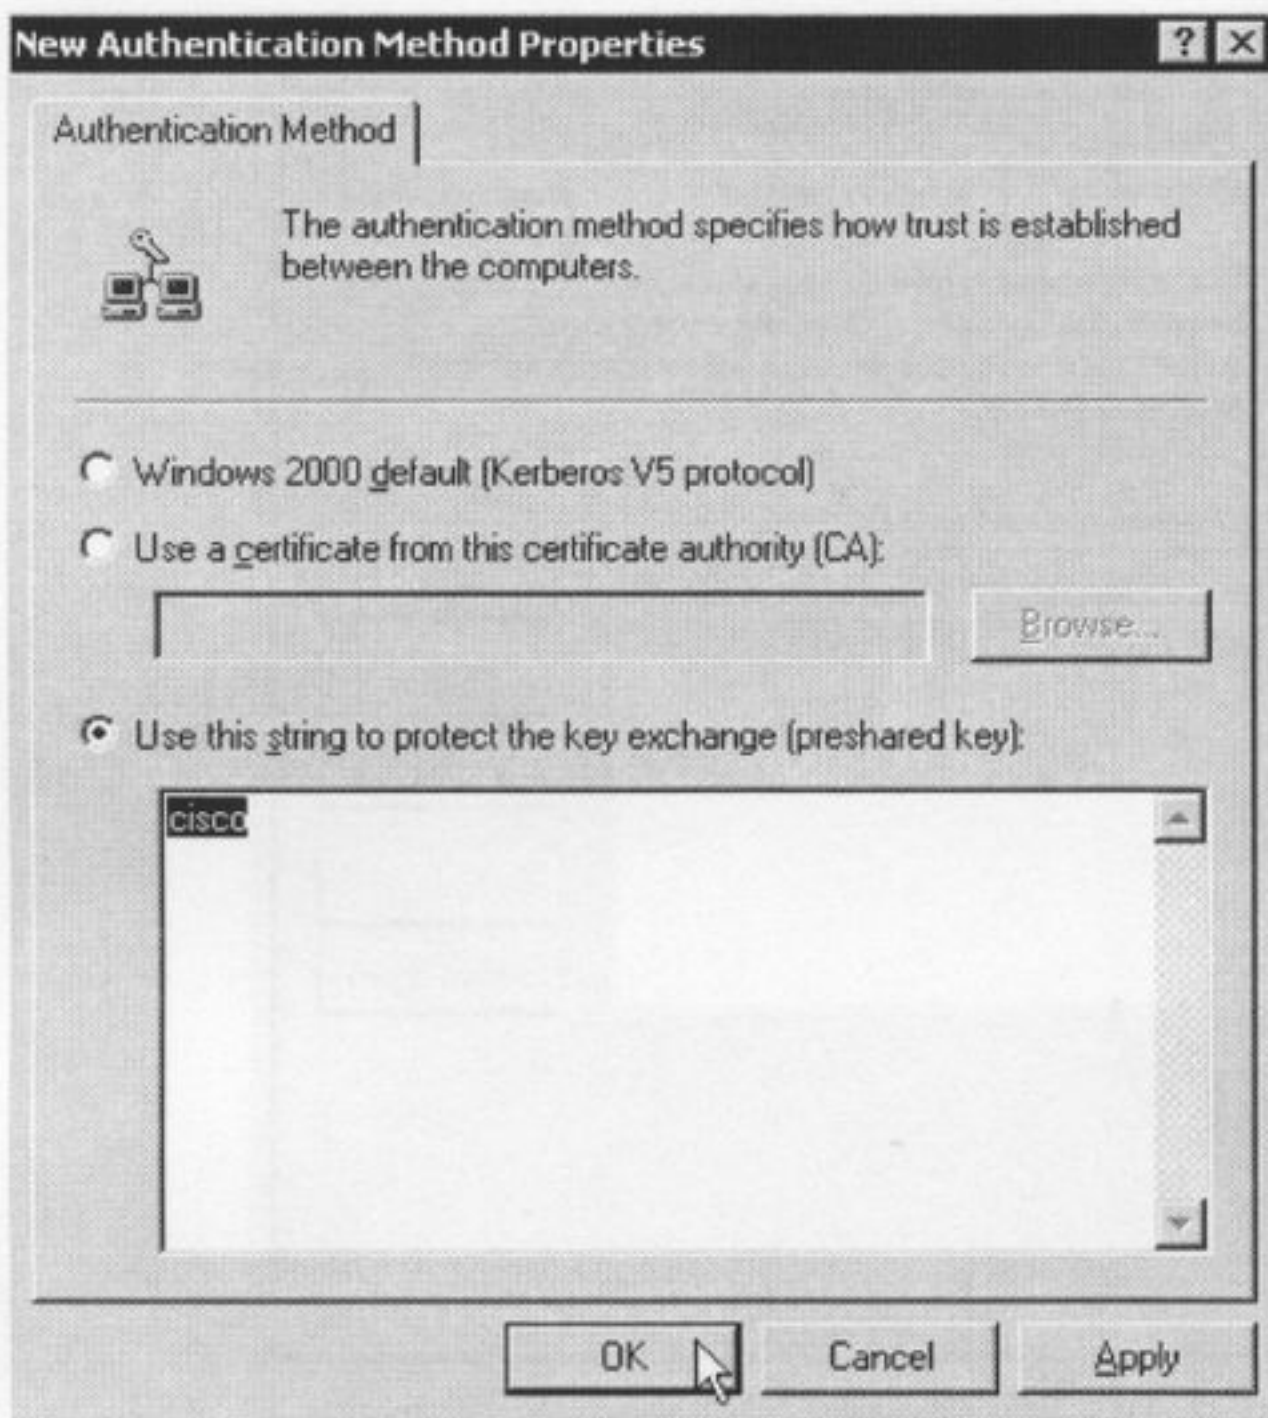 New Authentication Method Properties
Authentication Method
The authentication method specifies how trust is established
between the computers.
Windows 2000 default (Kerberos V5 protocol)
Use a certificate from this certificate authority (CA):
Browse...
Use this string to protect the key exchange (preshared key):
cisco
OK
Cancel
Apply